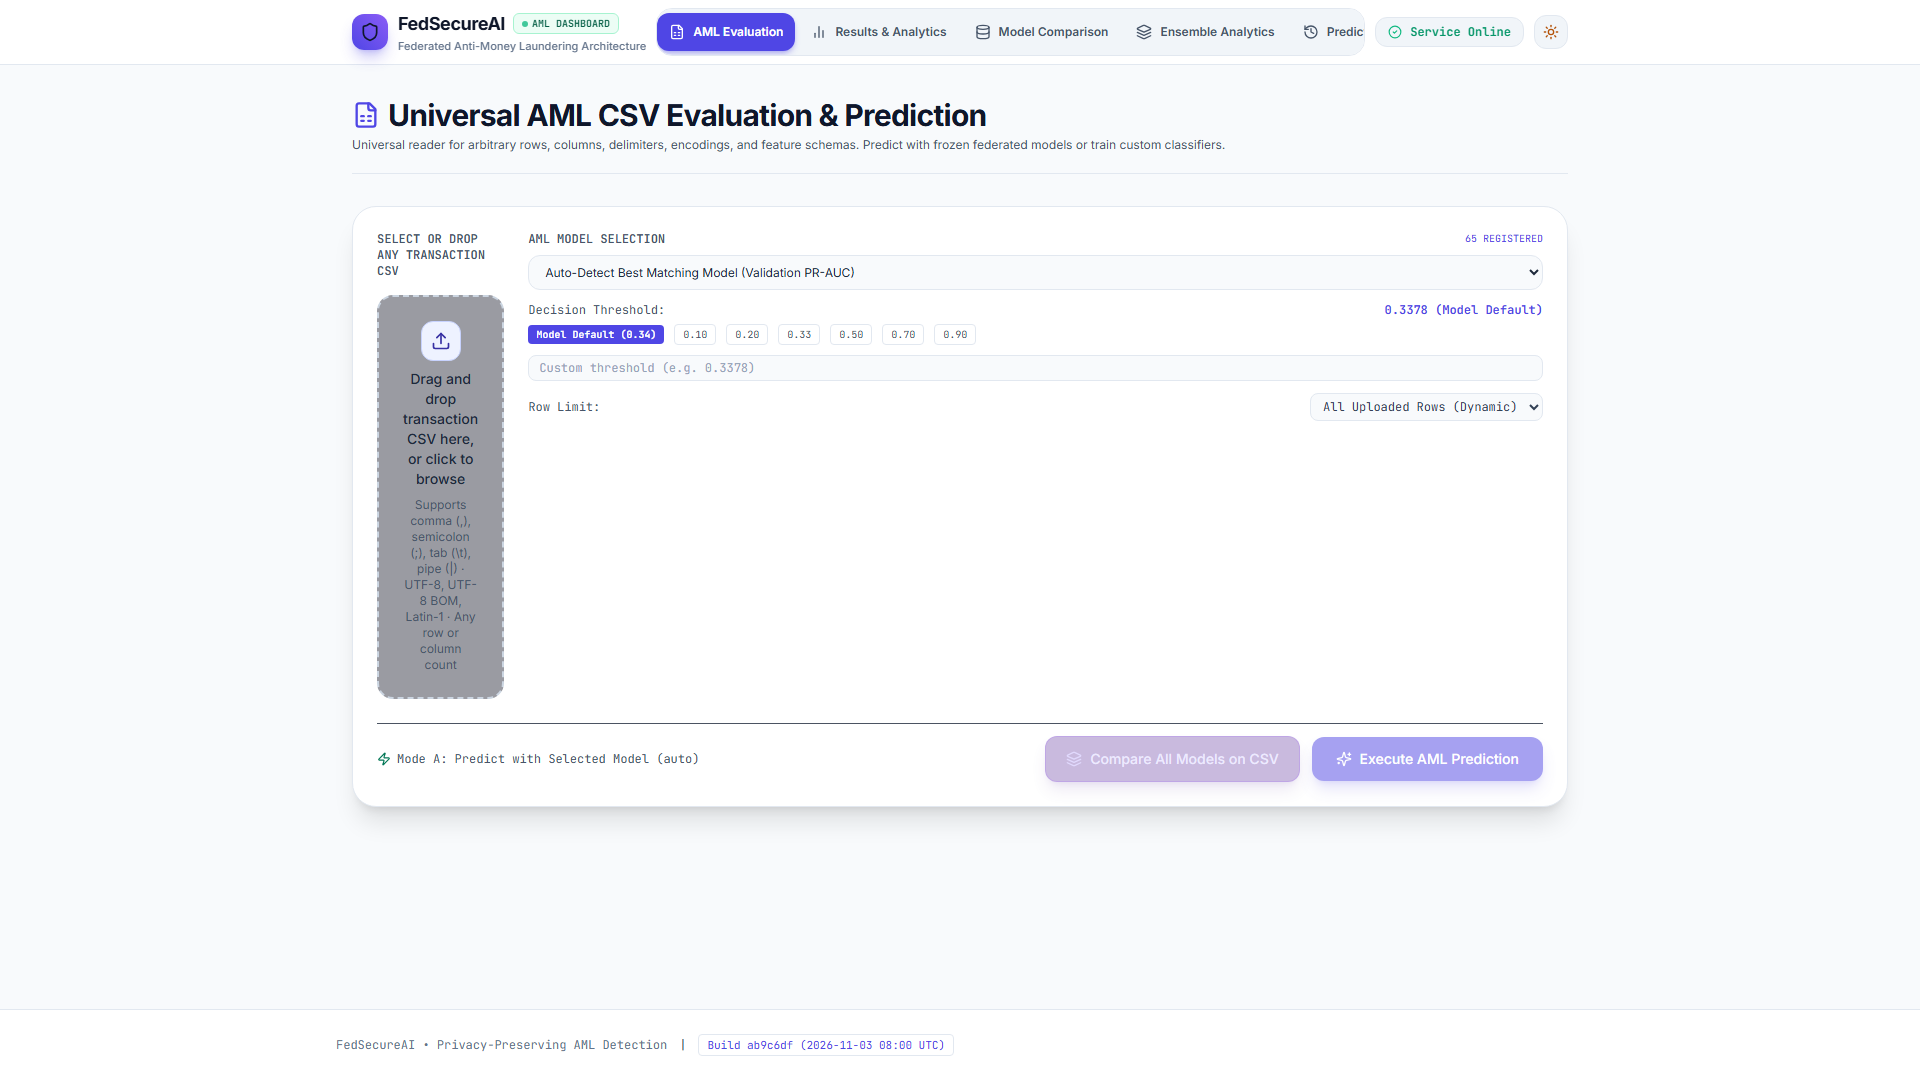 FedSecureAI
AML DASHBOARD
Federated Anti-Money Laundering Architecture
AML Evaluation
Results & Analytics
Model Comparison
Ensemble Analytics
Predic
Service Online
Universal AML CSV Evaluation & Prediction
Universal reader for arbitrary rows, columns, delimiters, encodings, and feature schemas. Predict with frozen federated models or train custom classifiers.
SELECT OR DROP
ANY TRANSACTION
CSV
Drag and
drop
transaction
CSV here,
or click to
browse
Supports
comma (,),
semicolon
(;), tab (\t),
pipe (|) ·
UTF-8, UTF-
8 BOM,
Latin-1 · Any
row or
column
count
AML MODEL SELECTION
65 REGISTERED
Auto-Detect Best Matching Model (Validation PR-AUC)
Decision Threshold:
0.3378 (Model Default)
Model Default (0.34)
0.10
0.20
0.33
0.50
0.70
0.90
Custom threshold (e.g. 0.3378)
Row Limit:
All Uploaded Rows (Dynamic)
Mode A: Predict with Selected Model (auto)
Compare All Models on CSV
Execute AML Prediction
FedSecureAI • Privacy-Preserving AML Detection | Build ab9c6df (2026-11-03 08:00 UTC)